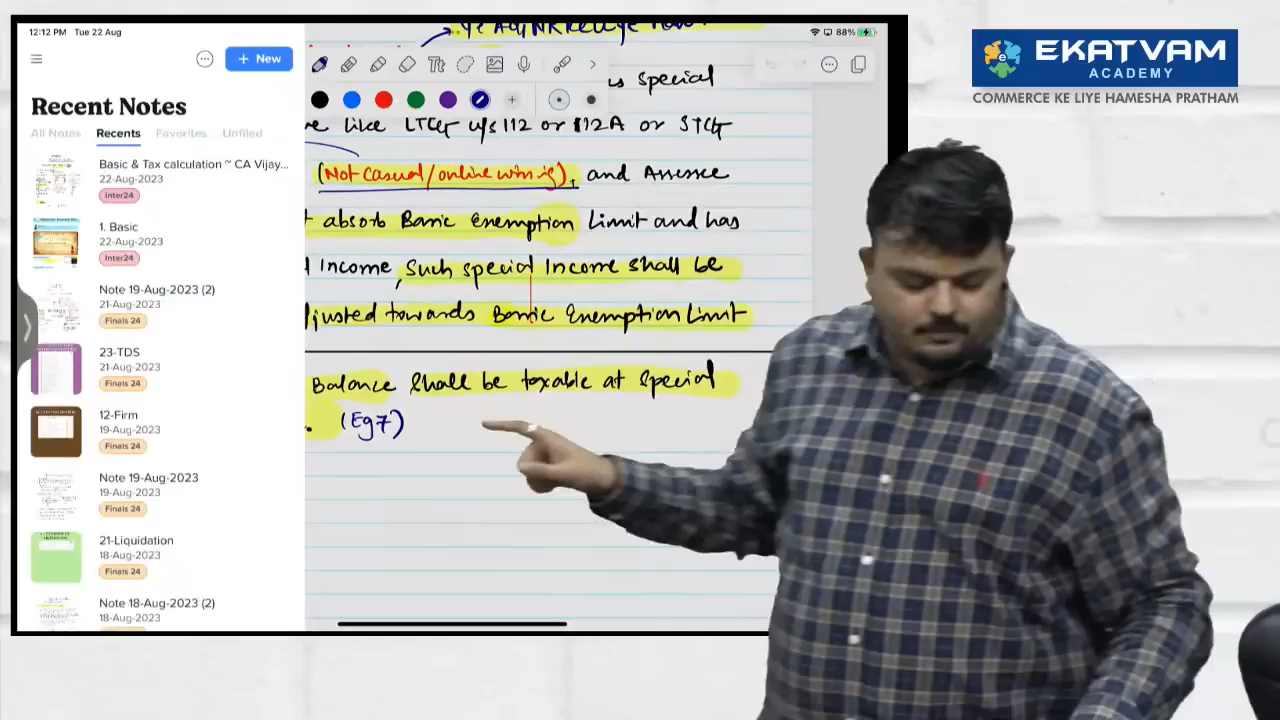 12:12 PM Tue 22 Aug
88%
New
Recent Notes
All Notes Recents Favorites Unfiled
Basic & Tax calculation ~ CA Vijay...
22-Aug-2023
Inter24
1. Basic
22-Aug-2023
Inter24
Note 19-Aug-2023 (2)
21-Aug-2023
Finals 24
23-TDS
21-Aug-2023
Finals 24
12-Firm
19-Aug-2023
Finals 24
Note 19-Aug-2023
19-Aug-2023
Finals 24
21-Liquidation
18-Aug-2023
Finals 24
Note 18-Aug-2023 (2)
18-Aug-2023
special
like LTCG u/s 112 or 112A or STCG
(Not casual/online winning), and Assessee
absorb Basic Exemption Limit and has
Income, Such special Income shall be
justed towards Basic Exemption Limit
Balance shall be taxable at special
(Eg7)
EKATVAM
ACADEMY
COMMERCE KE LIYE HAMESHA PRATHAM